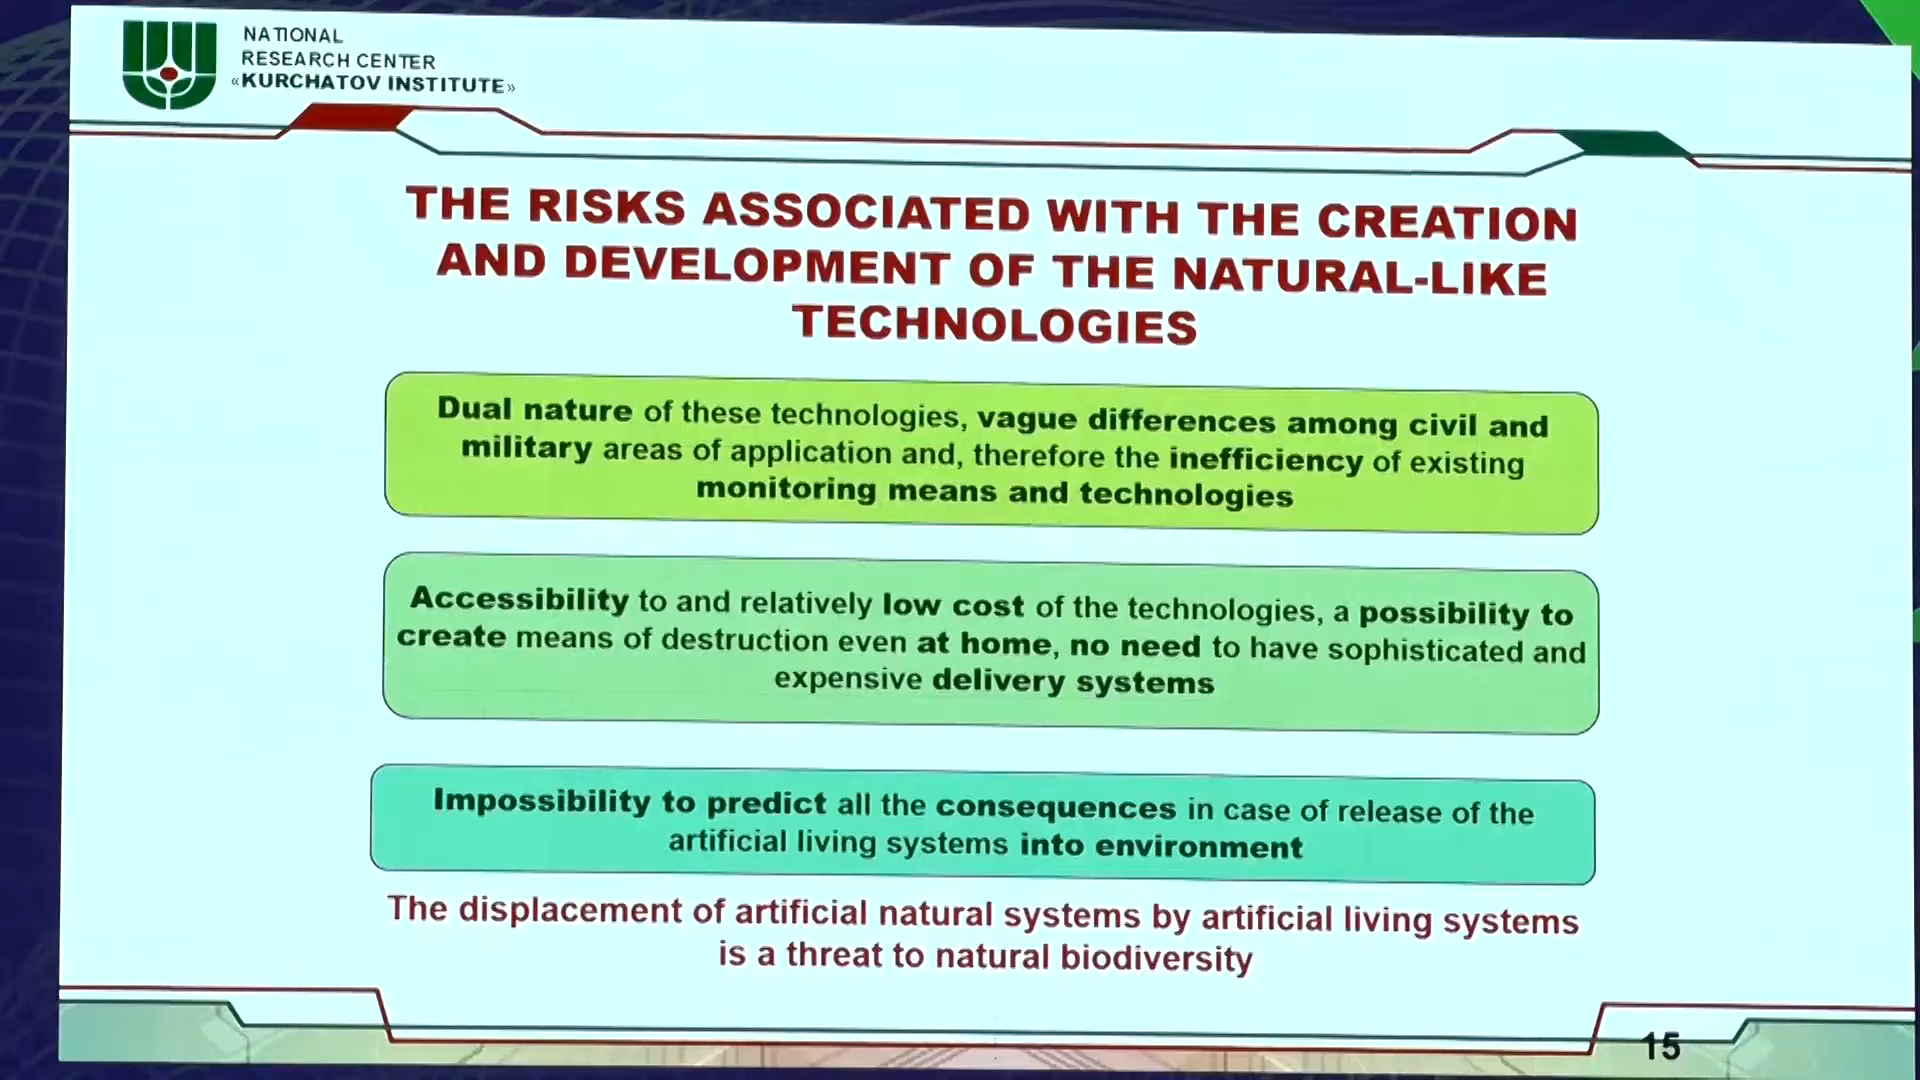 NATIONAL
RESEARCH CENTER
«KURCHATOV INSTITUTE»
THE RISKS ASSOCIATED WITH THE CREATION
AND DEVELOPMENT OF THE NATURAL-LIKE
TECHNOLOGIES
Dual nature of these technologies, vague differences among civil and
military areas of application and, therefore the inefficiency of existing
monitoring means and technologies
Accessibility to and relatively low cost of the technologies, a possibility to
create means of destruction even at home, no need to have sophisticated and
expensive delivery systems
Impossibility to predict all the consequences in case of release of the
artificial living systems into environment
The displacement of artificial natural systems by artificial living systems
is a threat to natural biodiversity
15